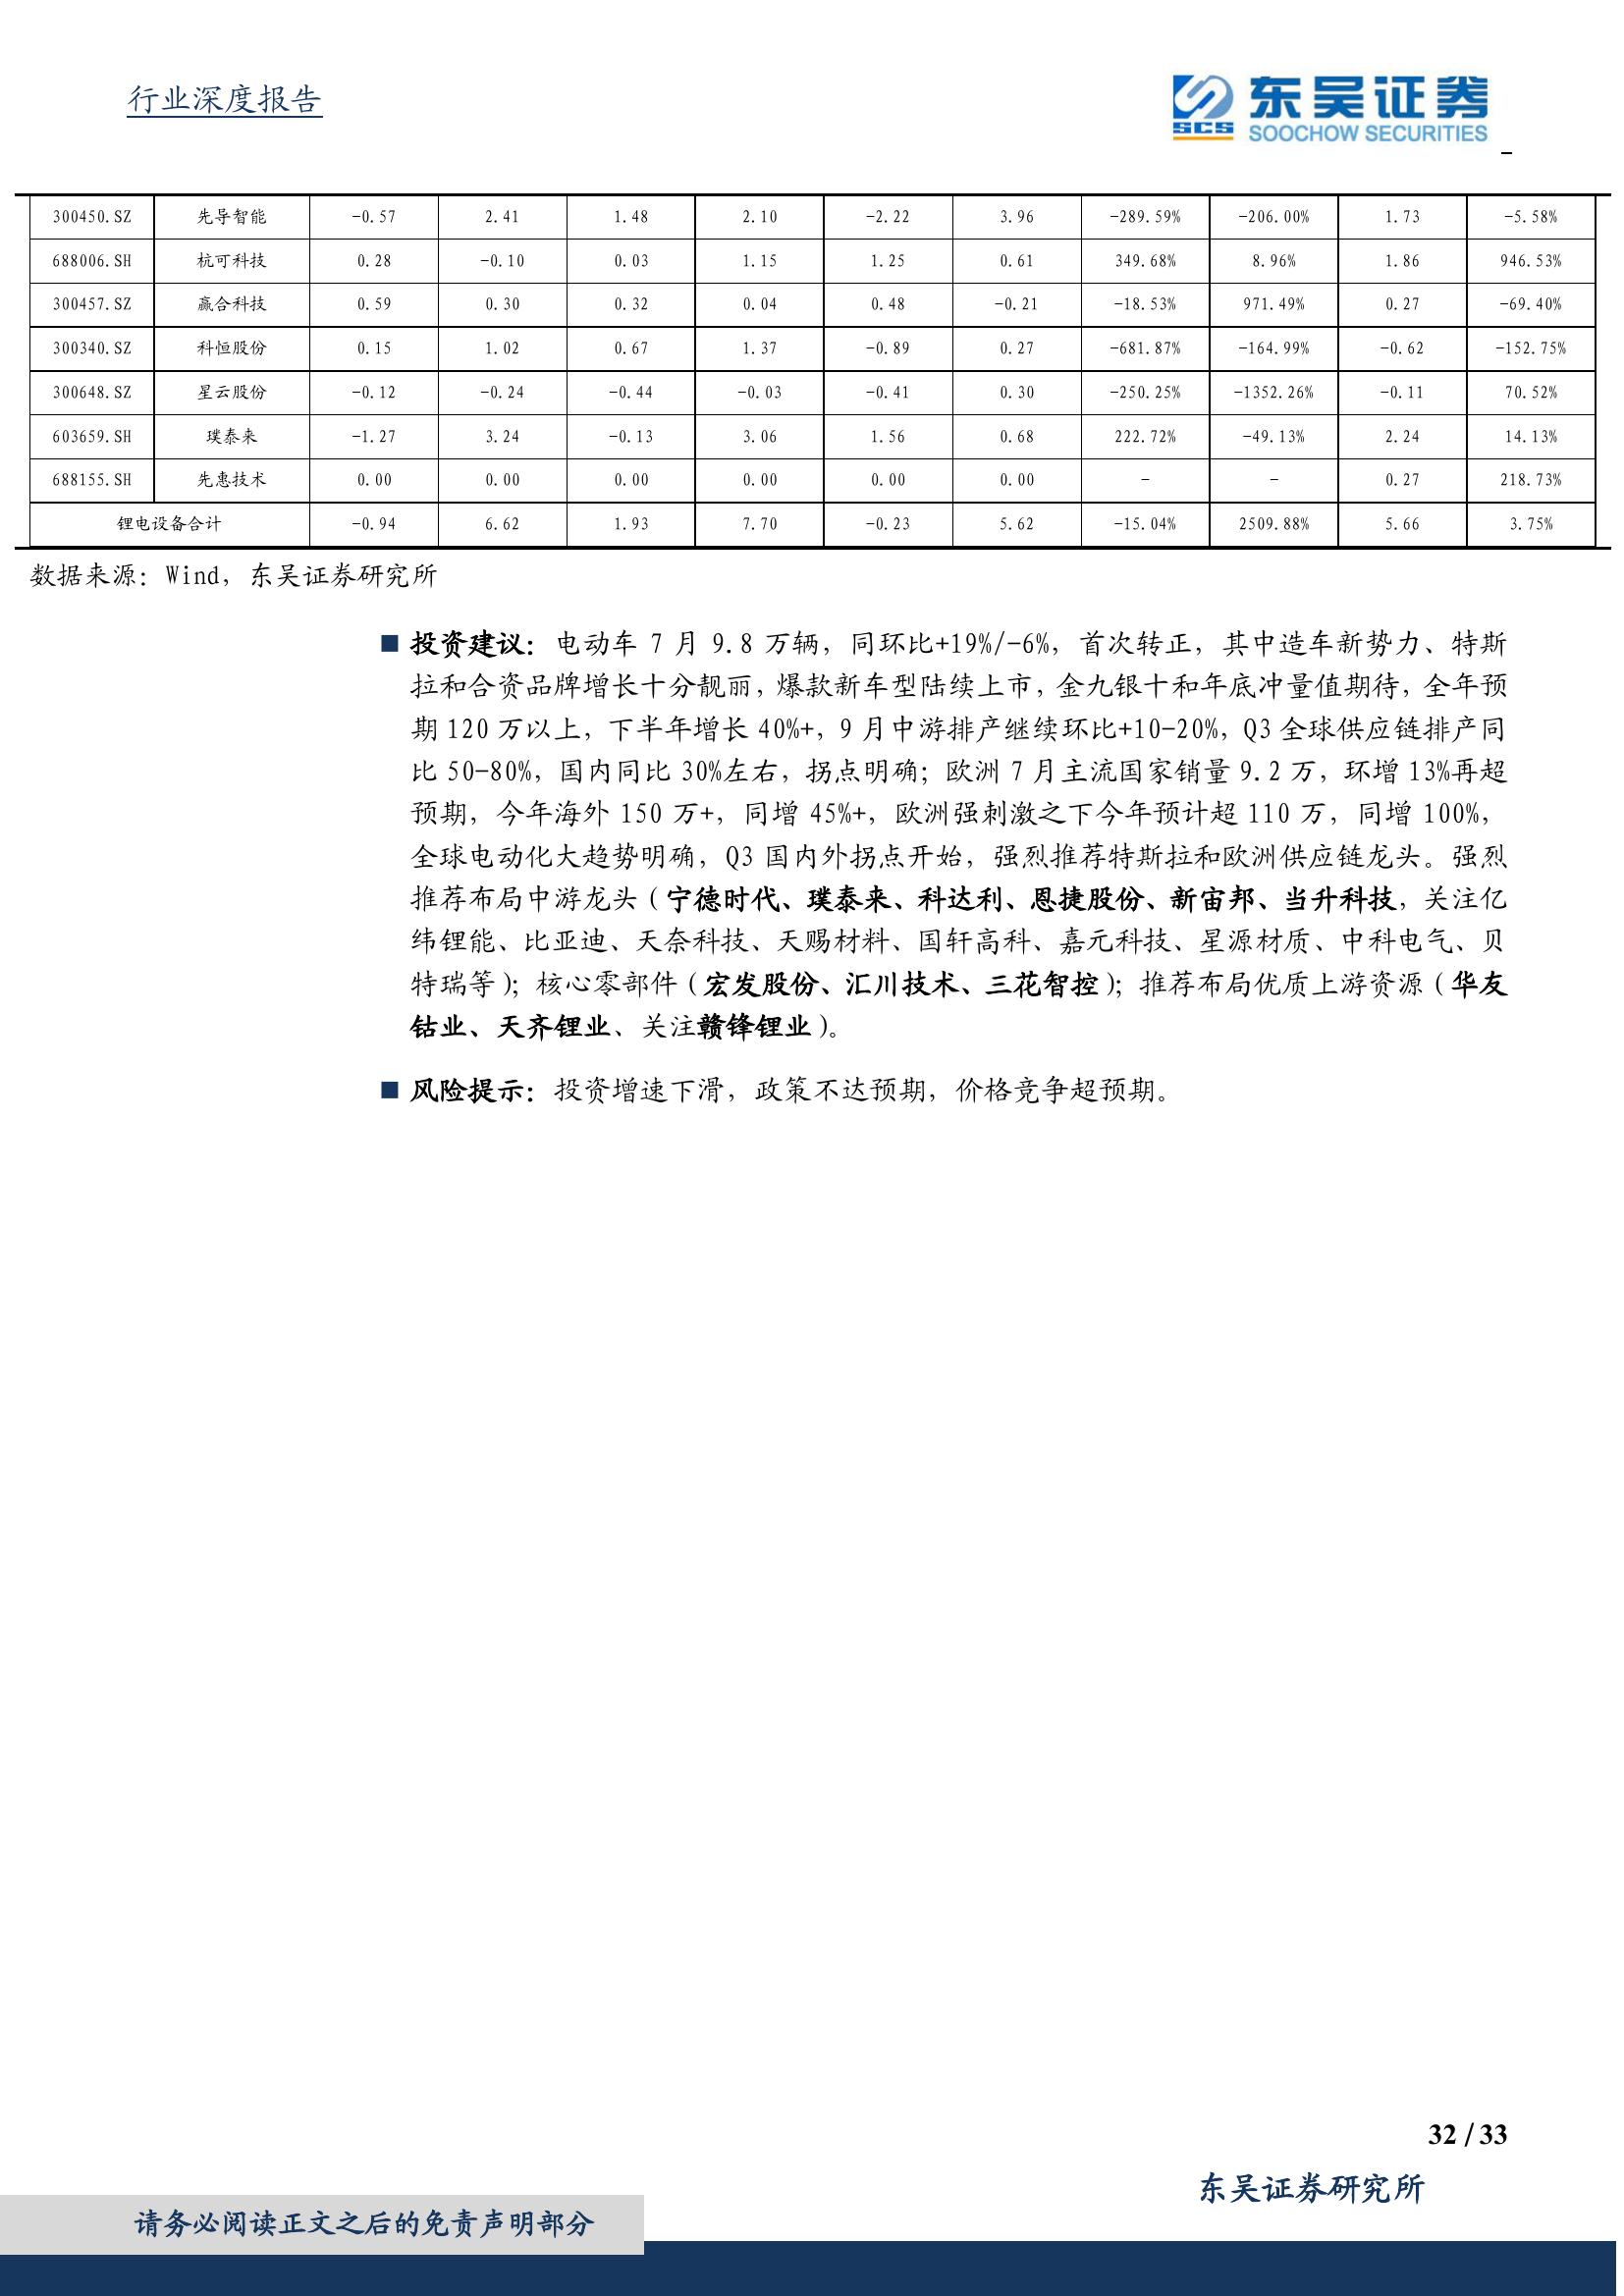 行业深度报告
SCS 东吴证券
SOOCHOW SECURITIES
300450.SZ 先导智能 -0.57 2.41 1.48 2.10 -2.22 3.96 -289.59% -206.00% 1.73 -5.58%
688006.SH 杭可科技 0.28 -0.10 0.03 1.15 1.25 0.61 349.68% 8.96% 1.86 946.53%
300457.SZ 赢合科技 0.59 0.30 0.32 0.04 0.48 -0.21 -18.53% 971.49% 0.27 -69.40%
300340.SZ 科恒股份 0.15 1.02 0.67 1.37 -0.89 0.27 -681.87% -164.99% -0.62 -152.75%
300648.SZ 星云股份 -0.12 -0.24 -0.44 -0.03 -0.41 0.30 -250.25% -1352.26% -0.11 70.52%
603659.SH 璞泰来 -1.27 3.24 -0.13 3.06 1.56 0.68 222.72% -49.13% 2.24 14.13%
688155.SH 先惠技术 0.00 0.00 0.00 0.00 0.00 0.00 - - 0.27 218.73%
锂电设备合计 -0.94 6.62 1.93 7.70 -0.23 5.62 -15.04% 2509.88% 5.66 3.75%
数据来源：Wind，东吴证券研究所
■ 投资建议：电动车 7 月 9.8 万辆，同环比+19%/-6%，首次转正，其中造车新势力、特斯
拉和合资品牌增长十分靓丽，爆款新车型陆续上市，金九银十和年底冲量值期待，全年预
期 120 万以上，下半年增长 40%+，9 月中游排产继续环比+10-20%，Q3 全球供应链排产同
比 50-80%，国内同比 30%左右，拐点明确；欧洲 7 月主流国家销量 9.2 万，环增 13%再超
预期，今年海外 150 万+，同增 45%+，欧洲强刺激之下今年预计超 110 万，同增 100%，
全球电动化大趋势明确，Q3 国内外拐点开始，强烈推荐特斯拉和欧洲供应链龙头。强烈
推荐布局中游龙头（宁德时代、璞泰来、科达利、恩捷股份、新宙邦、当升科技，关注亿
纬锂能、比亚迪、天奈科技、天赐材料、国轩高科、嘉元科技、星源材质、中科电气、贝
特瑞等）；核心零部件（宏发股份、汇川技术、三花智控）；推荐布局优质上游资源（华友
钴业、天齐锂业、关注赣锋锂业）。
■ 风险提示：投资增速下滑，政策不达预期，价格竞争超预期。
32 / 33
东吴证券研究所
请务必阅读正文之后的免责声明部分